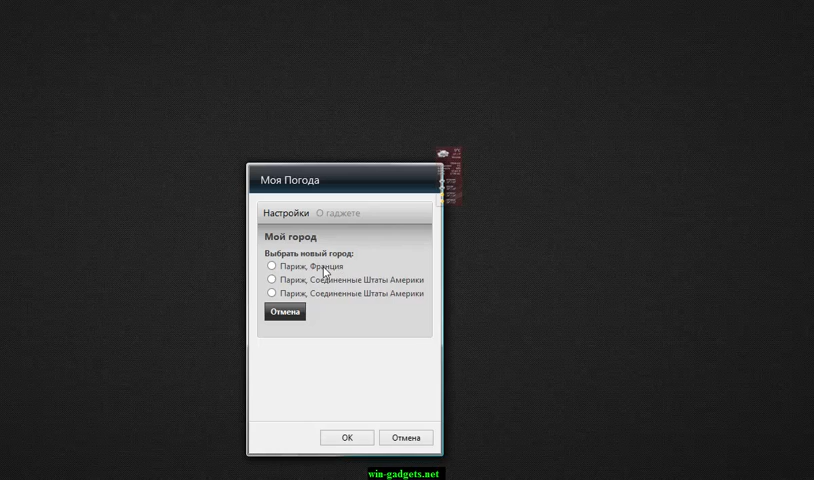 Моя Погода
Настройки О гаджете
Мой город
Выбрать новый город:
Париж, Франция
Париж, Соединенные Штаты Америки
Париж, Соединенные Штаты Америки
Отмена
OK Отмена
win-gadgets.net